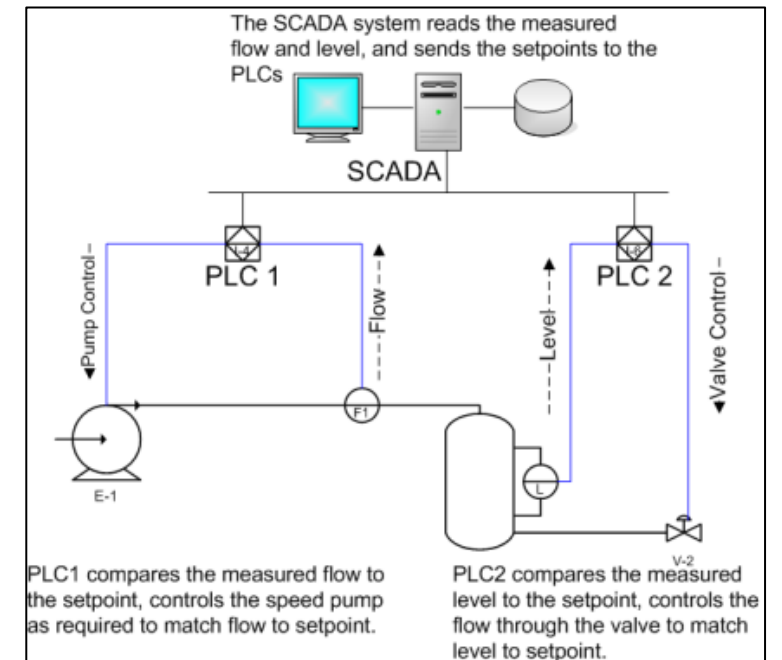 The SCADA system reads the measured
flow and level, and sends the setpoints to the
PLCs
SCADA
I-4
PLC 1
I-6
PLC 2
Pump Control
Flow
Level
Valve Control
F1
E-1
L
V-2
PLC1 compares the measured flow to
the setpoint, controls the speed pump
as required to match flow to setpoint.
PLC2 compares the measured
level to the setpoint, controls the
flow through the valve to match
level to setpoint.